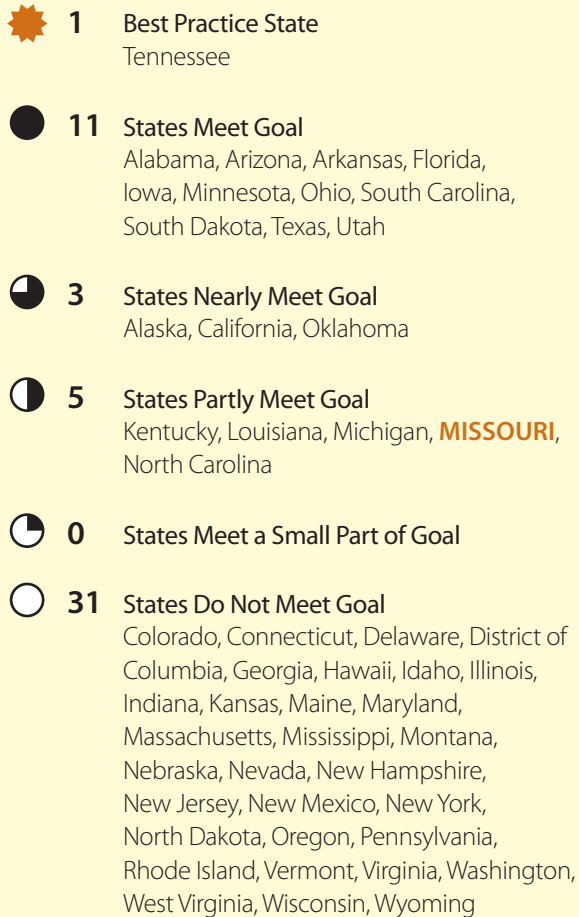 1 Best Practice State
Tennessee
11 States Meet Goal
Alabama, Arizona, Arkansas, Florida,
Iowa, Minnesota, Ohio, South Carolina,
South Dakota, Texas, Utah
3 States Nearly Meet Goal
Alaska, California, Oklahoma
5 States Partly Meet Goal
Kentucky, Louisiana, Michigan, MISSOURI,
North Carolina
0 States Meet a Small Part of Goal
31 States Do Not Meet Goal
Colorado, Connecticut, Delaware, District of
Columbia, Georgia, Hawaii, Idaho, Illinois,
Indiana, Kansas, Maine, Maryland,
Massachusetts, Mississippi, Montana,
Nebraska, Nevada, New Hampshire,
New Jersey, New Mexico, New York,
North Dakota, Oregon, Pennsylvania,
Rhode Island, Vermont, Virginia, Washington,
West Virginia, Wisconsin, Wyoming